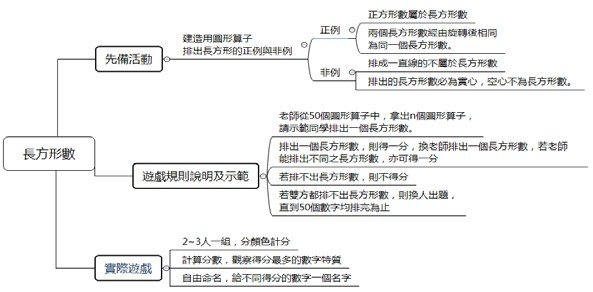 長方形數
先備活動
建造用圓形算子
排出長方形的正例與非例
正例
正方形數屬於長方形數
兩個長方形數經由旋轉後相同
為同一個長方形數。
非例
排成一直線的不屬於長方形數
排出的長方形數必為實心，空心不為長方形數。
遊戲規則說明及示範
老師從50個圓形算子中，拿出n個圓形算子，
請示範同學排出一個長方形數。
排出一個長方形數，則得一分，換老師排出一個長方形數，若老師
能排出不同之長方形數，亦可得一分
若排不出長方形數，則不得分
若雙方都排不出長方形數，則換人出題，
直到50個數字均排完為止
實際遊戲
2~3人一組，分顏色計分
計算分數，觀察得分最多的數字特質
自由命名，給不同得分的數字一個名字